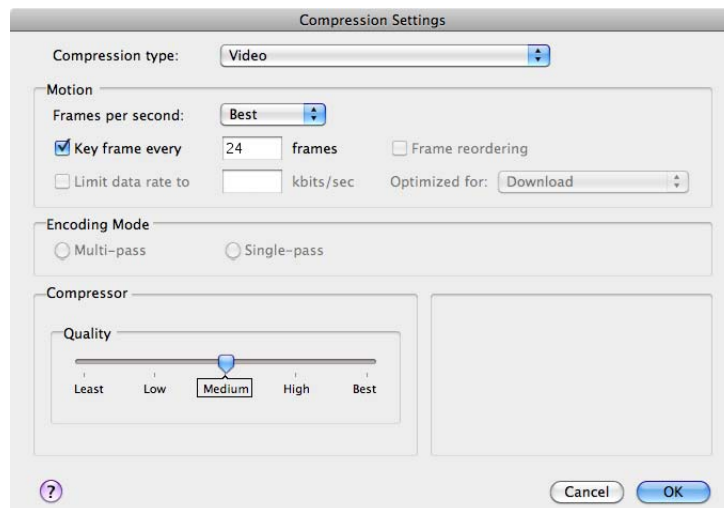 Compression Settings
Compression type: Video
Motion
Frames per second: Best
Key frame every 24 frames Frame reordering
Limit data rate to kbits/sec Optimized for: Download
Encoding Mode
Multi-pass Single-pass
Compressor
Quality
Least Low Medium High Best
? Cancel OK